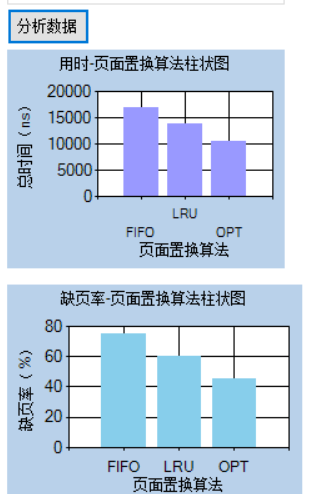 分析数据
用时-页面置换算法柱状图
总时间（ns）
20000
15000
10000
5000
0
LRU
FIFO OPT
页面置换算法
缺页率-页面置换算法柱状图
缺页率（%）
80
60
40
20
0
FIFO LRU OPT
页面置换算法